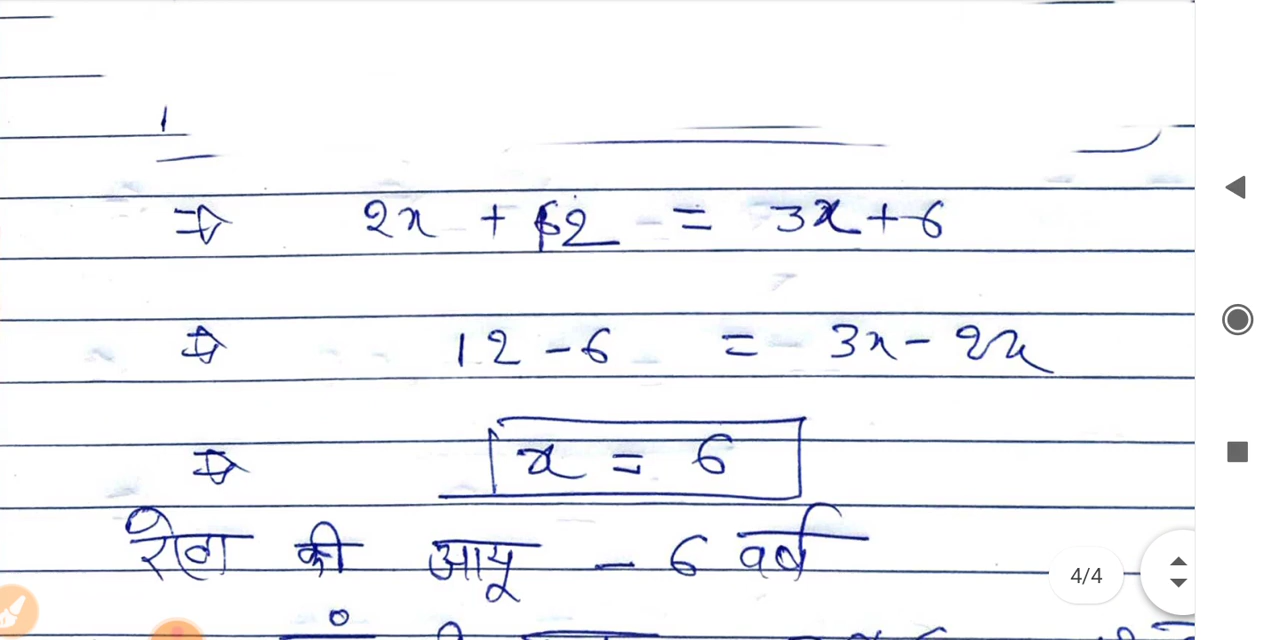 ⇒ 2x + 12 = 3x + 6
⇒ 12 - 6 = 3x - 2x
⇒ x = 6
की आयू - 6 वर्ष
4/4